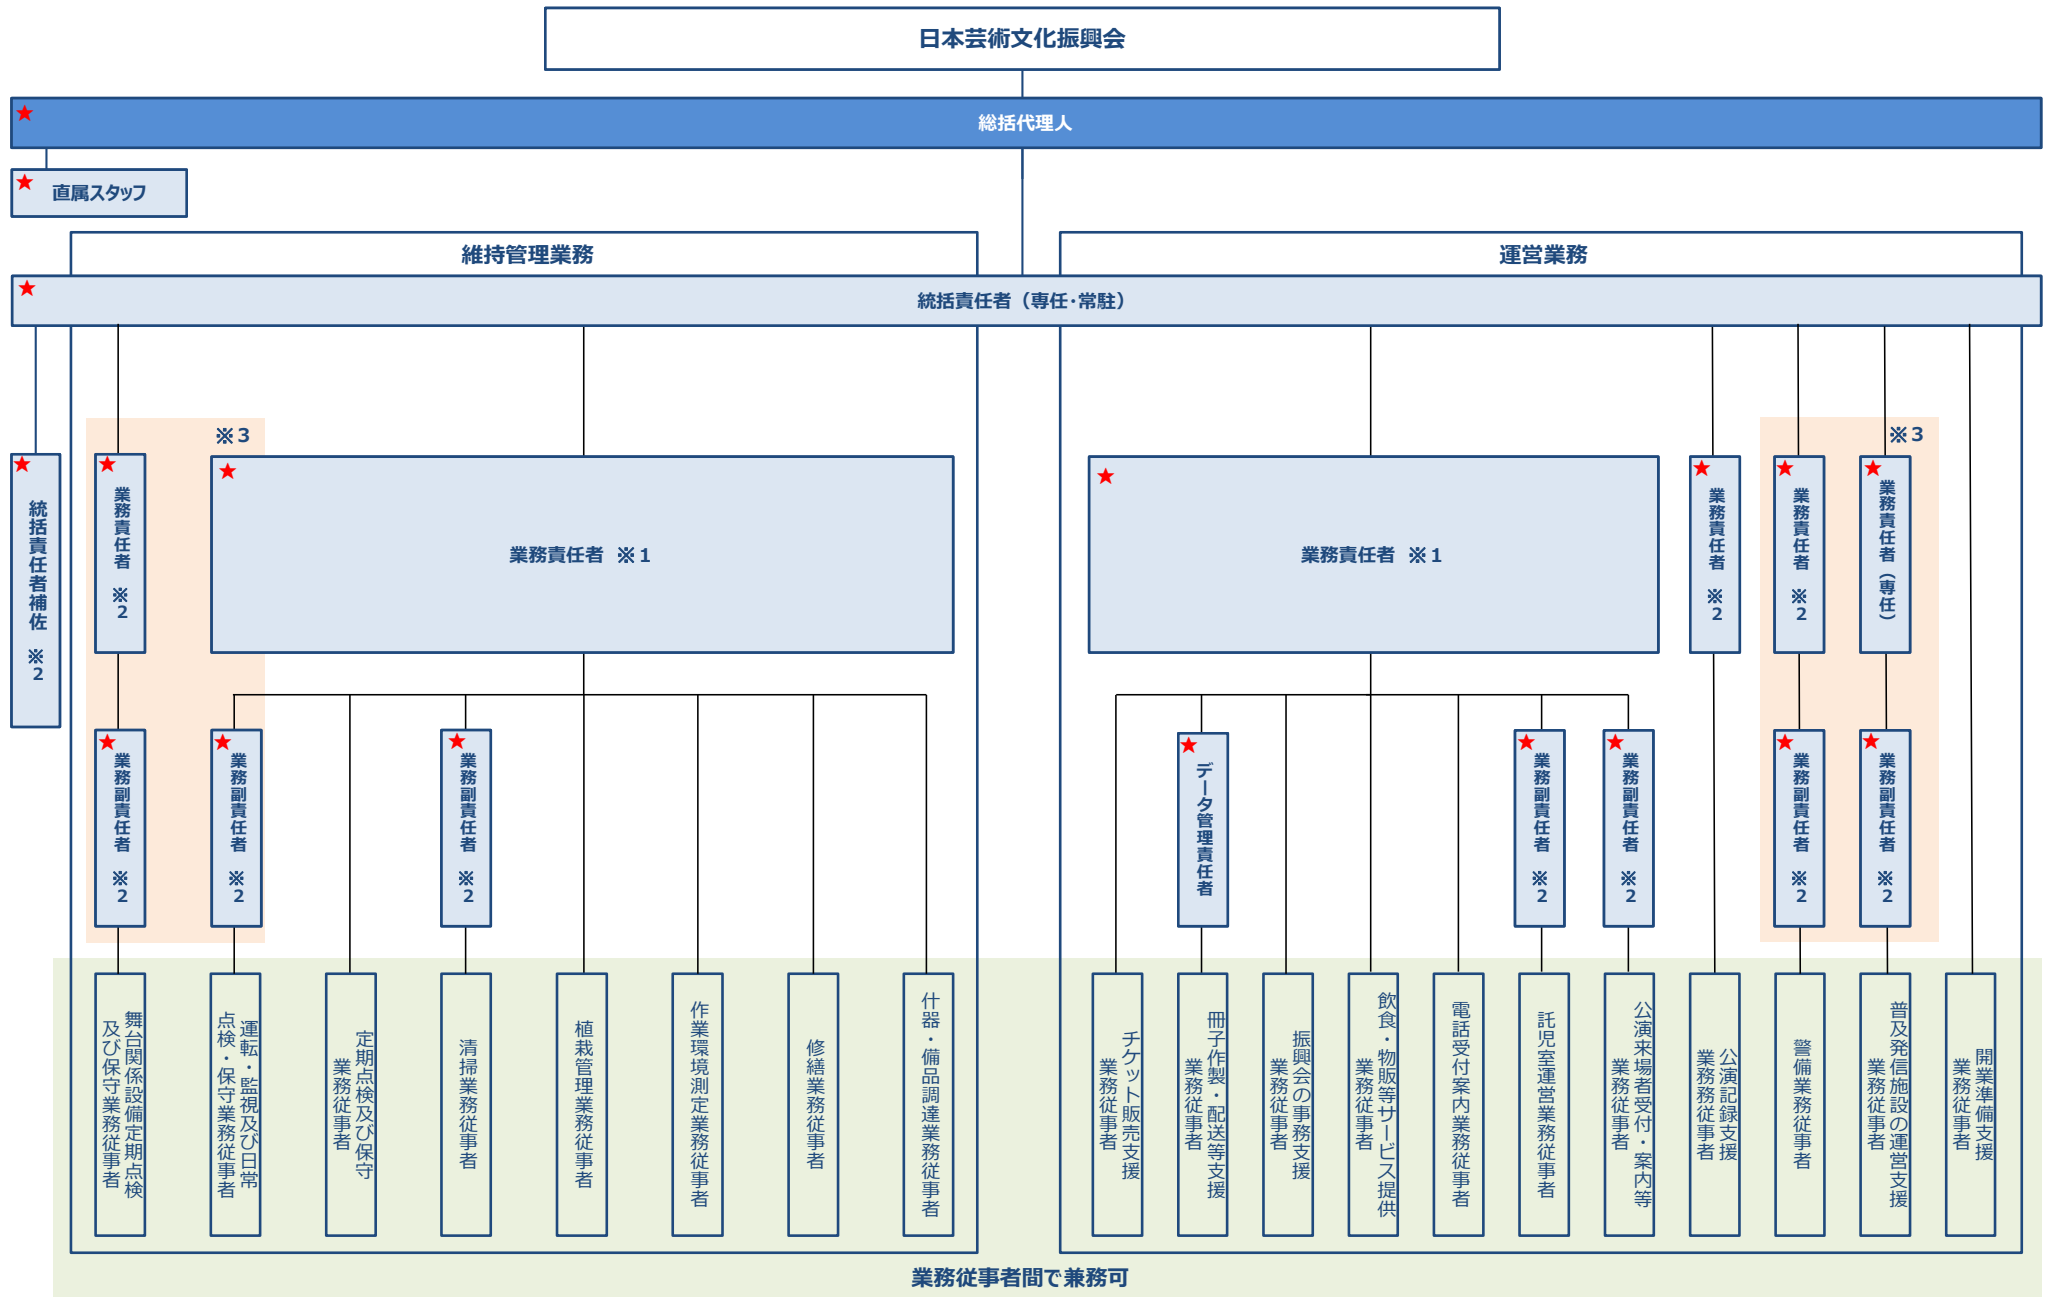 日本芸術文化振興会
★
総括代理人
★
直属スタッフ
維持管理業務
運営業務
★
統括責任者（専任・常駐）
※3
※3
★
統括責任者補佐 ※2
★
業務責任者 ※2
★
業務責任者 ※1
★
業務責任者 ※1
★
業務責任者 ※2
★
業務責任者 ※2
★
業務責任者（専任）
★
業務副責任者 ※2
★
業務副責任者 ※2
★
業務副責任者 ※2
★
データ管理責任者
★
業務副責任者 ※2
★
業務副責任者 ※2
★
業務副責任者 ※2
★
業務副責任者 ※2
舞台関係設備定期点検
及び保守業務従事者
運転・監視及び日常
点検・保守業務従事者
定期点検及び保守
業務従事者
清掃業務従事者
植栽管理業務従事者
作業環境測定業務従事者
修繕業務従事者
什器・備品調達業務従事者
チケット販売支援
業務従事者
冊子作製・配送等支援
業務従事者
振興会の事務支援
業務従事者
飲食・物販等サービス提供
業務従事者
電話受付案内業務従事者
託児室運営業務従事者
公演来場者受付・案内等
業務従事者
公演記録支援
業務務従事者
警備業務従事者
普及発信施設の運営支援
業務従事者
開業準備支援
業務従事者
業務従事者間で兼務可